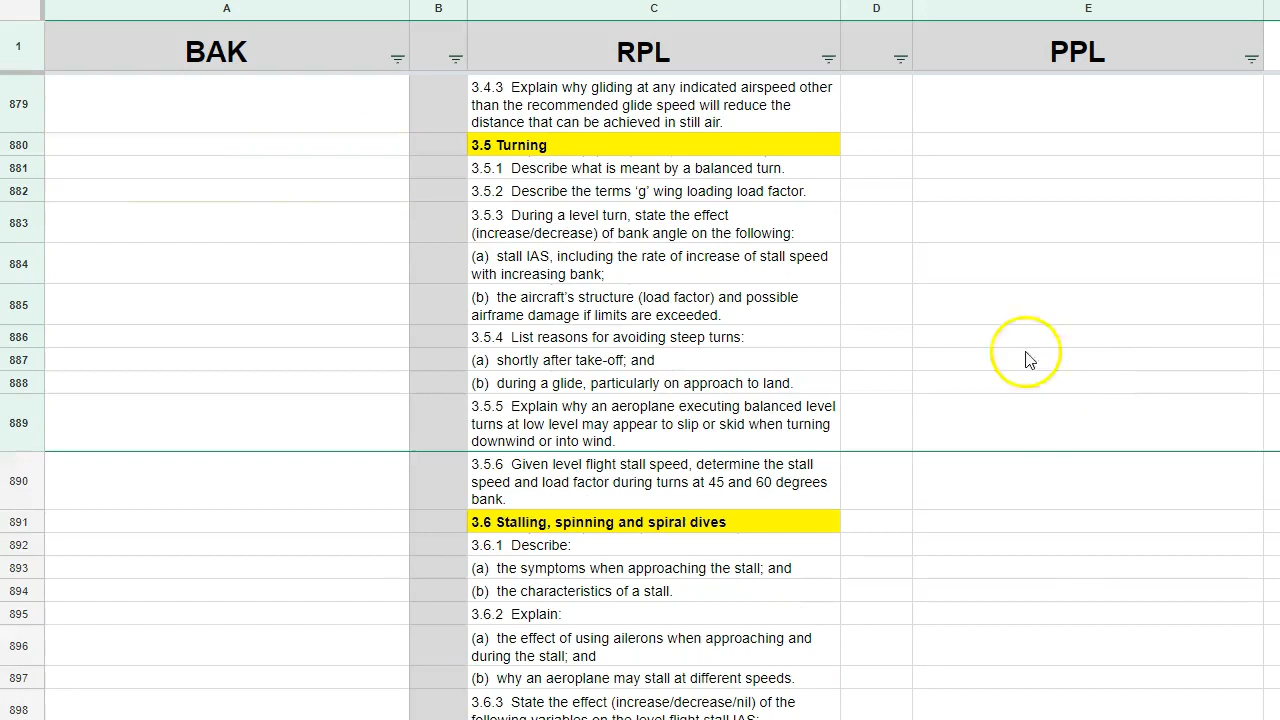 A B C D E
1 BAK RPL PPL
879 3.4.3 Explain why gliding at any indicated airspeed other
than the recommended glide speed will reduce the
distance that can be achieved in still air.
880 3.5 Turning
881 3.5.1 Describe what is meant by a balanced turn.
882 3.5.2 Describe the terms ‘g’ wing loading load factor.
883 3.5.3 During a level turn, state the effect
(increase/decrease) of bank angle on the following:
884 (a) stall IAS, including the rate of increase of stall speed
with increasing bank;
885 (b) the aircraft’s structure (load factor) and possible
airframe damage if limits are exceeded.
886 3.5.4 List reasons for avoiding steep turns:
887 (a) shortly after take-off; and
888 (b) during a glide, particularly on approach to land.
889 3.5.5 Explain why an aeroplane executing balanced level
turns at low level may appear to slip or skid when turning
downwind or into wind.
890 3.5.6 Given level flight stall speed, determine the stall
speed and load factor during turns at 45 and 60 degrees
bank.
891 3.6 Stalling, spinning and spiral dives
892 3.6.1 Describe:
893 (a) the symptoms when approaching the stall; and
894 (b) the characteristics of a stall.
895 3.6.2 Explain:
896 (a) the effect of using ailerons when approaching and
during the stall; and
897 (b) why an aeroplane may stall at different speeds.
898 3.6.3 State the effect (increase/decrease/nil) of the
following variables on the level flight stall IAS: